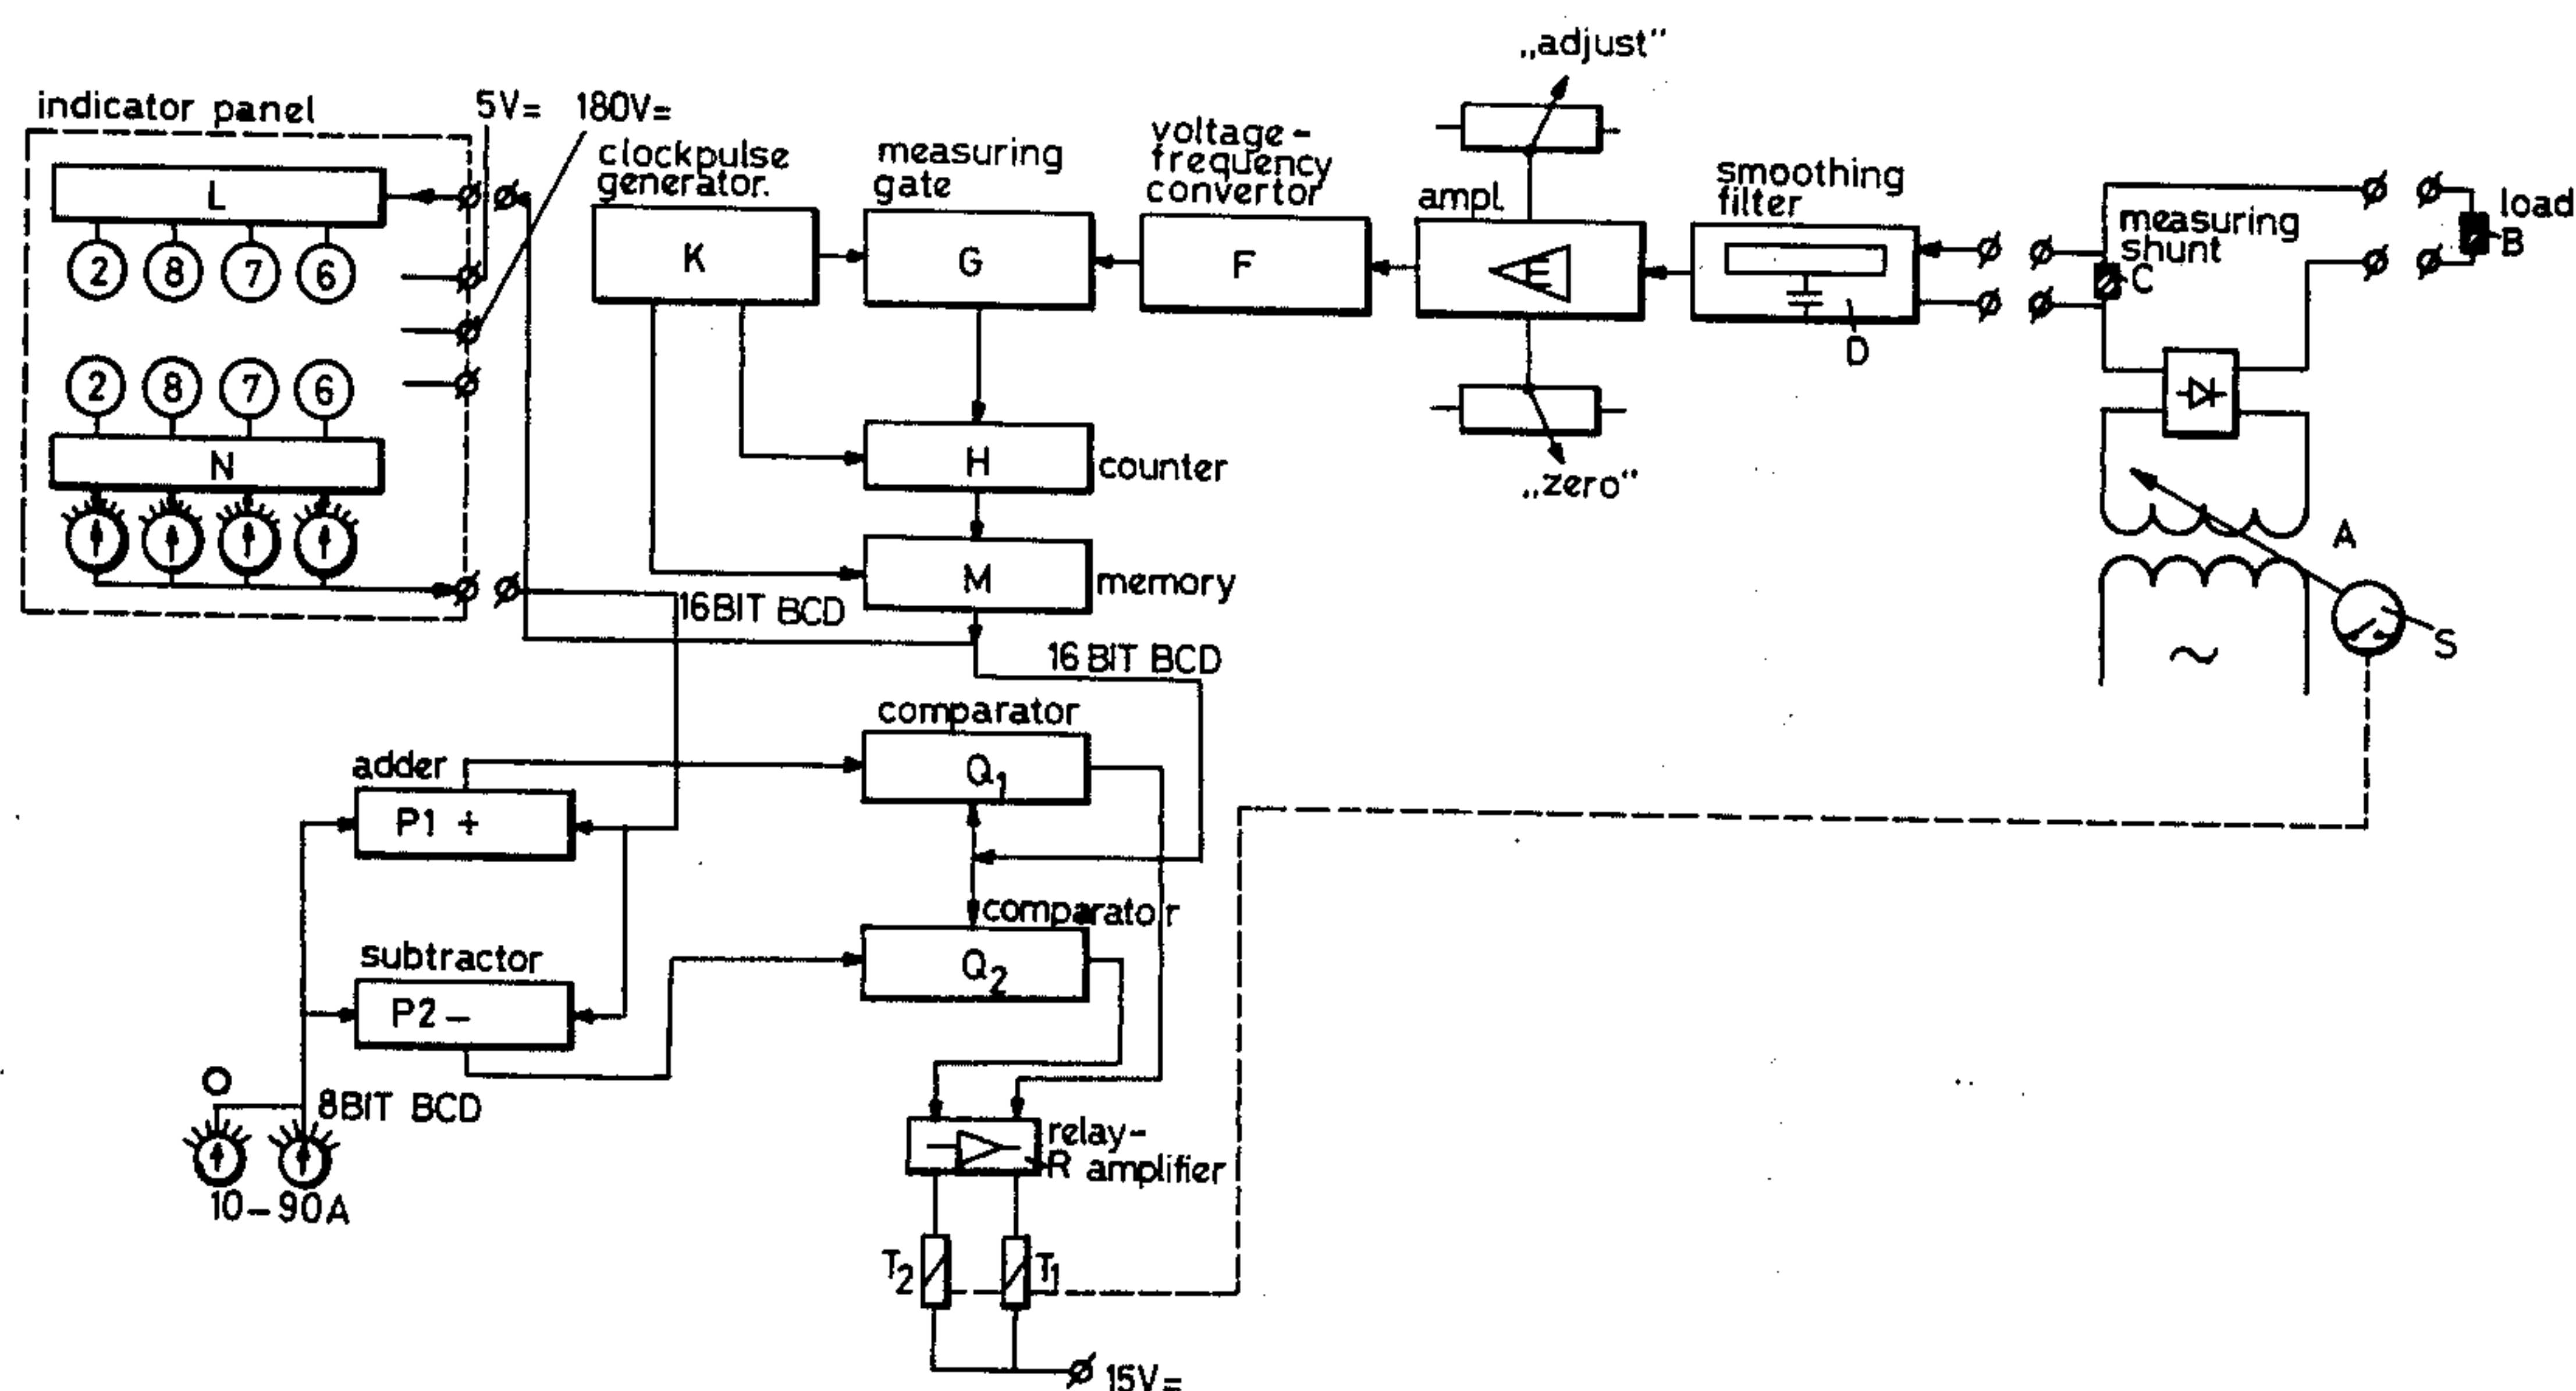 „adjust"
indicator panel
5V=
180V=
clockpulse
generator.
measuring
gate
voltage-
frequency
convertor
ampl.
smoothing
filter
measuring
shunt
load
B
C
L
K
G
F
E
D
2 8 7 6
2 8 7 6
N
H
counter
„zero"
M
memory
A
S
~
16BIT BCD
16 BIT BCD
comparator
Q1
adder
P1 +
comparator
Q2
subtractor
P2 –
O
8BIT BCD
10–90A
relay-
R amplifier
T2
T1
15V=